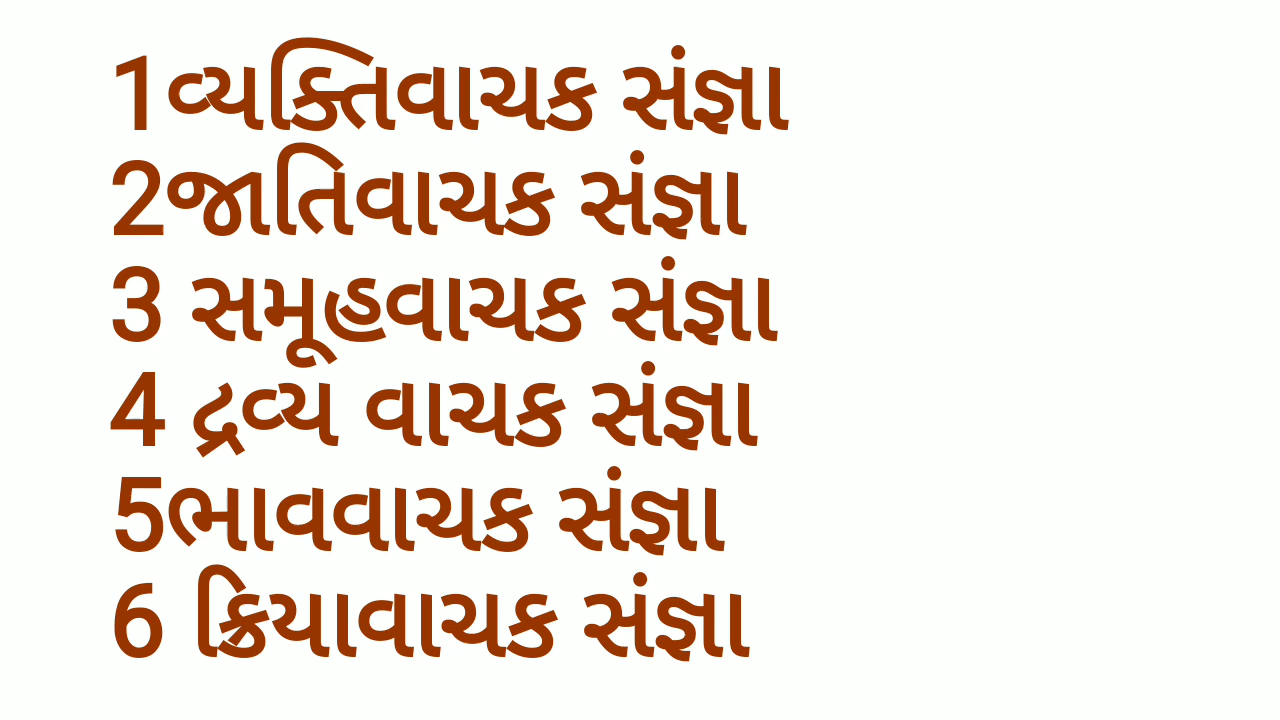 1વ્યક્તિવાચક સંજ્ઞા
2જાતિવાચક સંજ્ઞા
3 સમૂહવાચક સંજ્ઞા
4 દ્રવ્ય વાચક સંજ્ઞા
5ભાવવાચક સંજ્ઞા
6 ક્રિયાવાચક સંજ્ઞા